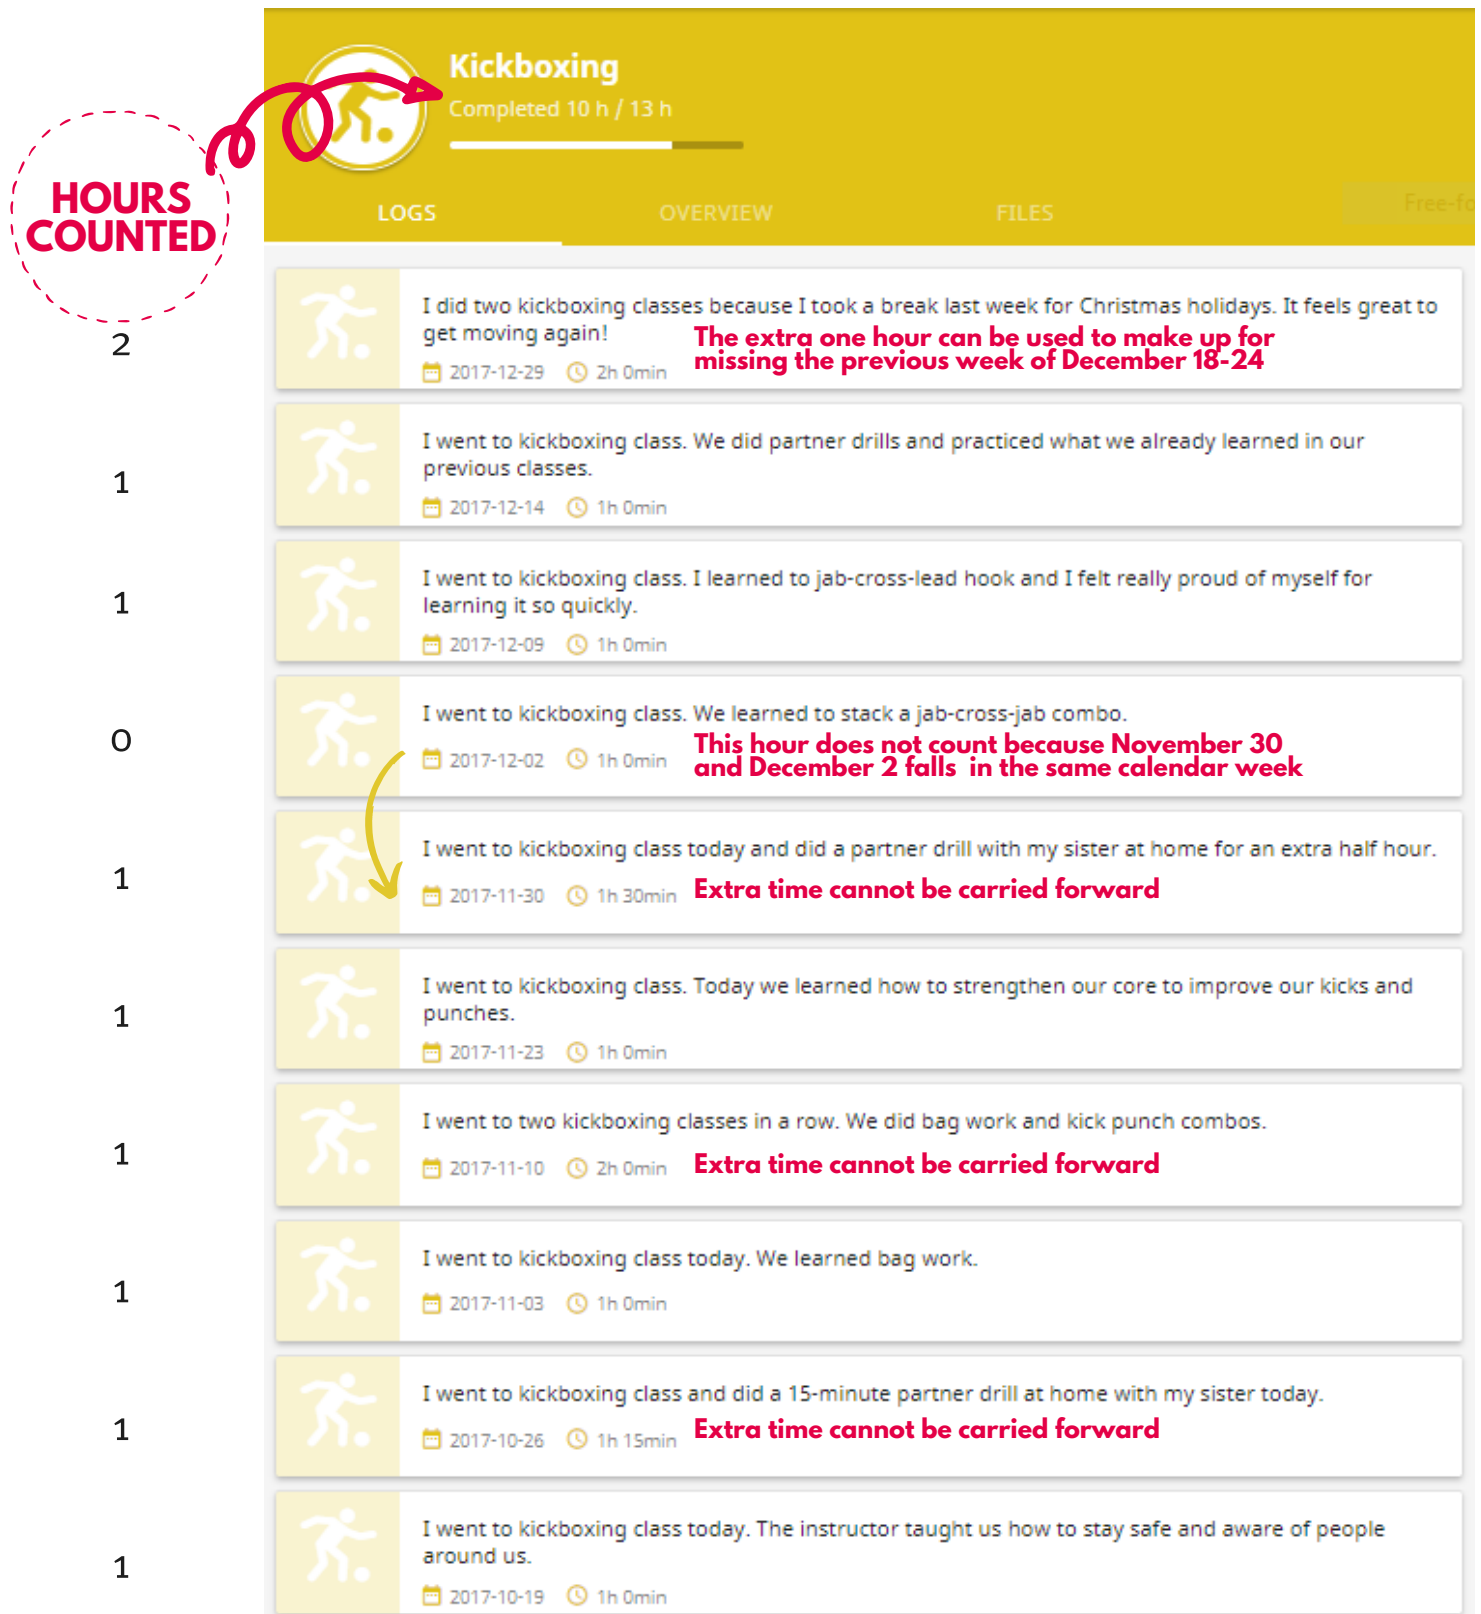 Kickboxing
Completed 10 h / 13 h
HOURS
COUNTED
LOGS
OVERVIEW
FILES
Free-fo
2
I did two kickboxing classes because I took a break last week for Christmas holidays. It feels great to
get moving again!
The extra one hour can be used to make up for
missing the previous week of December 18-24
2017-12-29 2h 0min
1
I went to kickboxing class. We did partner drills and practiced what we already learned in our
previous classes.
2017-12-14 1h 0min
1
I went to kickboxing class. I learned to jab-cross-lead hook and I felt really proud of myself for
learning it so quickly.
2017-12-09 1h 0min
0
I went to kickboxing class. We learned to stack a jab-cross-jab combo.
2017-12-02 1h 0min
This hour does not count because November 30
and December 2 falls in the same calendar week
1
I went to kickboxing class today and did a partner drill with my sister at home for an extra half hour.
2017-11-30 1h 30min
Extra time cannot be carried forward
1
I went to kickboxing class. Today we learned how to strengthen our core to improve our kicks and
punches.
2017-11-23 1h 0min
1
I went to two kickboxing classes in a row. We did bag work and kick punch combos.
2017-11-10 2h 0min
Extra time cannot be carried forward
1
I went to kickboxing class today. We learned bag work.
2017-11-03 1h 0min
1
I went to kickboxing class and did a 15-minute partner drill at home with my sister today.
2017-10-26 1h 15min
Extra time cannot be carried forward
1
I went to kickboxing class today. The instructor taught us how to stay safe and aware of people
around us.
2017-10-19 1h 0min